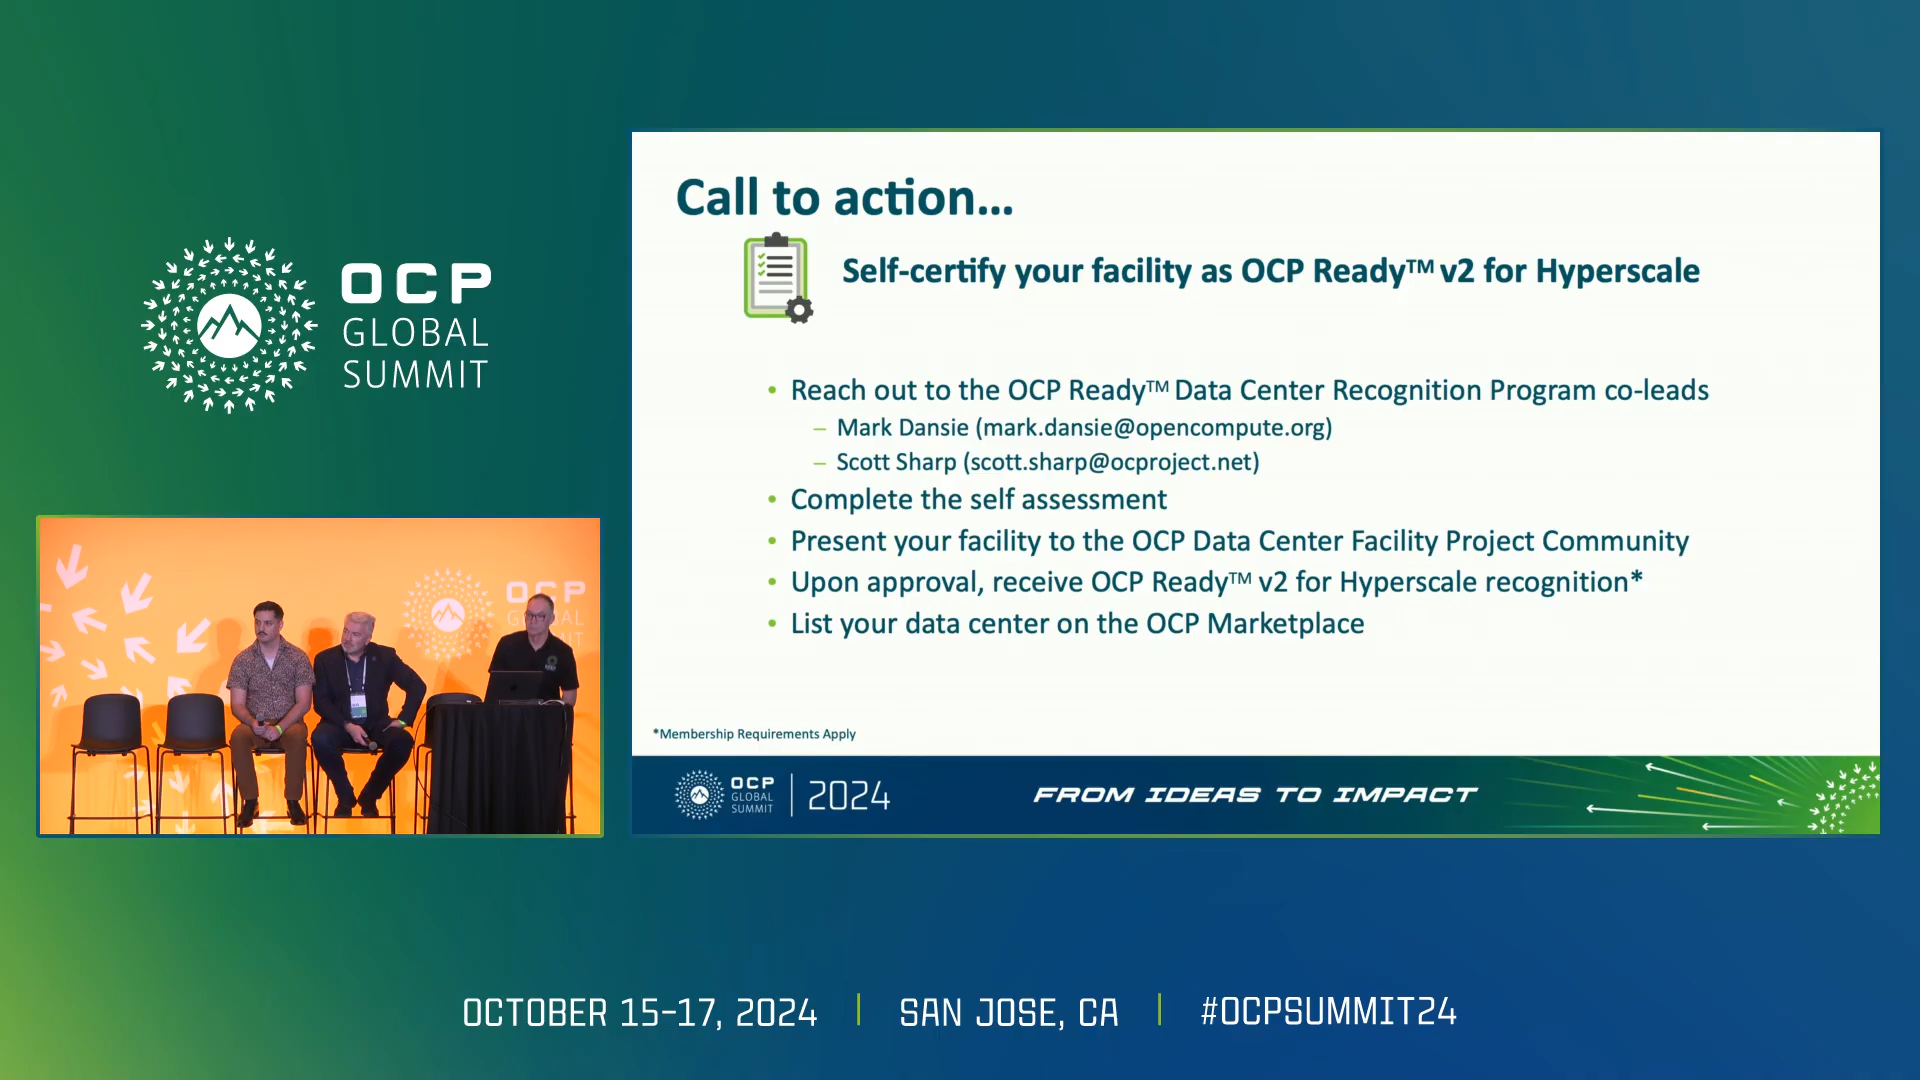 OCP
GLOBAL
SUMMIT
Call to action...
Self-certify your facility as OCP Ready™ v2 for Hyperscale
• Reach out to the OCP Ready™ Data Center Recognition Program co-leads
– Mark Dansie (mark.dansie@opencompute.org)
– Scott Sharp (scott.sharp@ocproject.net)
• Complete the self assessment
• Present your facility to the OCP Data Center Facility Project Community
• Upon approval, receive OCP Ready™ v2 for Hyperscale recognition*
• List your data center on the OCP Marketplace
*Membership Requirements Apply
OCP
GLOBAL
SUMMIT
2024
FROM IDEAS TO IMPACT
OCP
GLOBAL
SUMMIT
OCTOBER 15-17, 2024 | SAN JOSE, CA | #OCPSUMMIT24